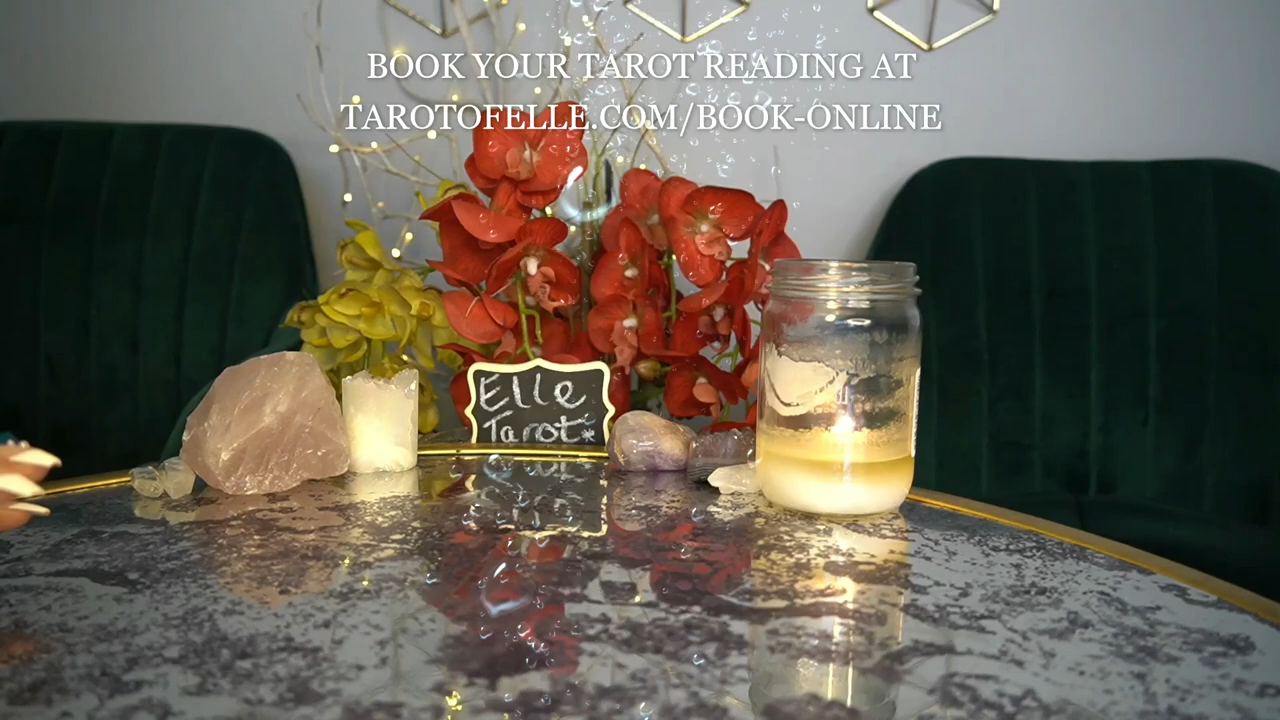 BOOK YOUR TAROT READING AT
TAROTOFELLE.COM/BOOK-ONLINE
Elle
Tarot